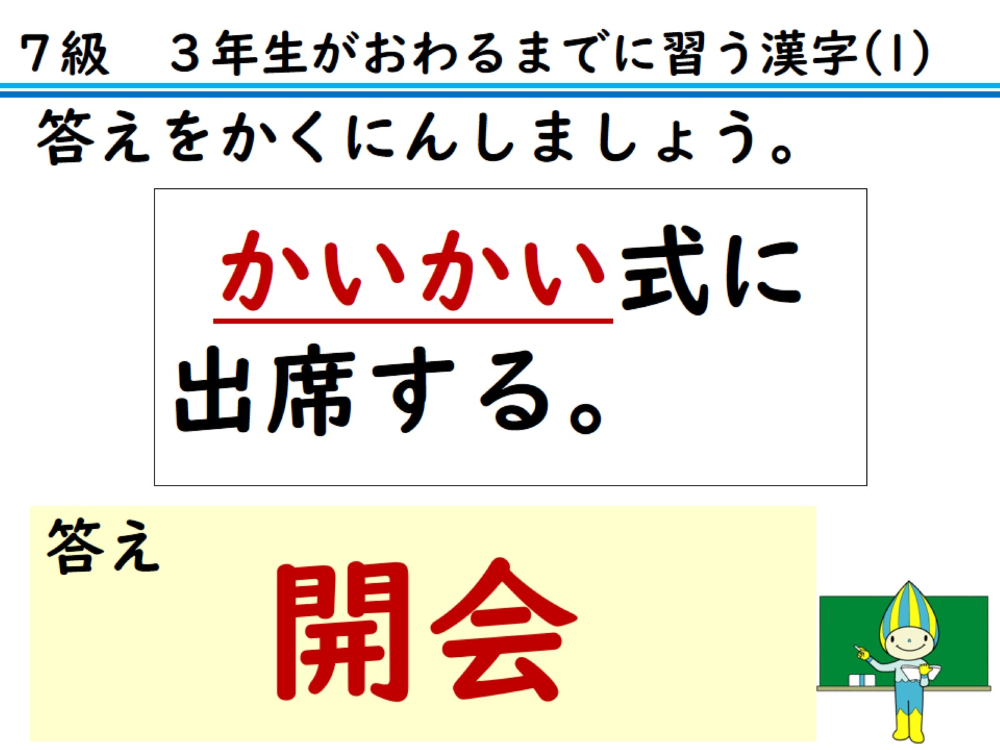 ７級　３年生がおわるまでに習う漢字(1)
答えをかくにんしましょう。
かいかい式に
出席する。
答え
開会